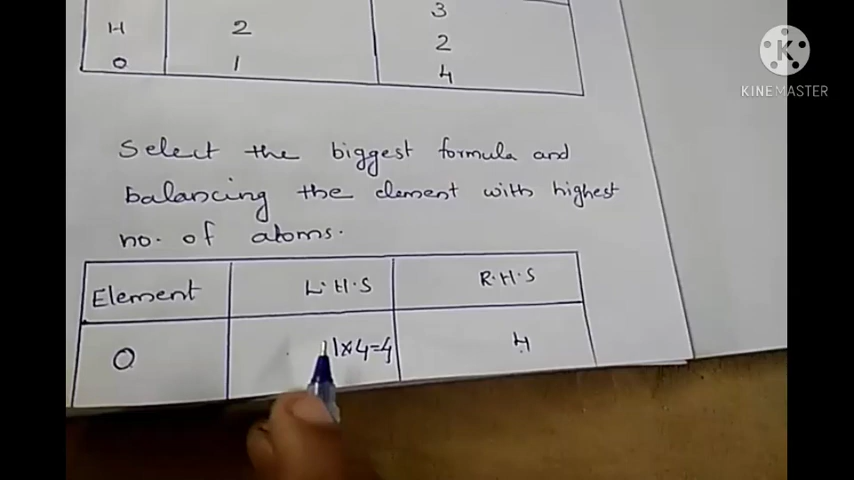 3
H 2 2
O 1 4
Select the biggest formula and
balancing the element with highest
no. of atoms.
Element L.H.S R.H.S
O 1×4=4 4
K
KINEMASTER